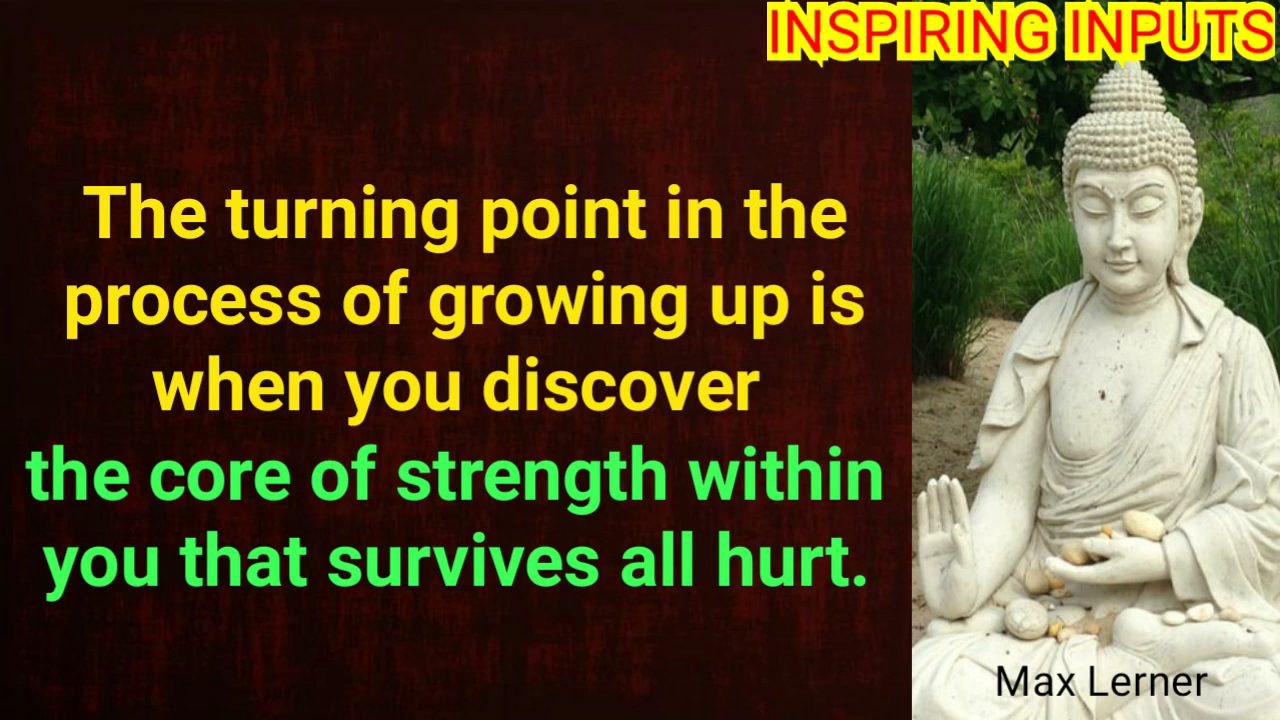 INSPIRING INPUTS
The turning point in the
process of growing up is
when you discover
the core of strength within
you that survives all hurt.
Max Lerner